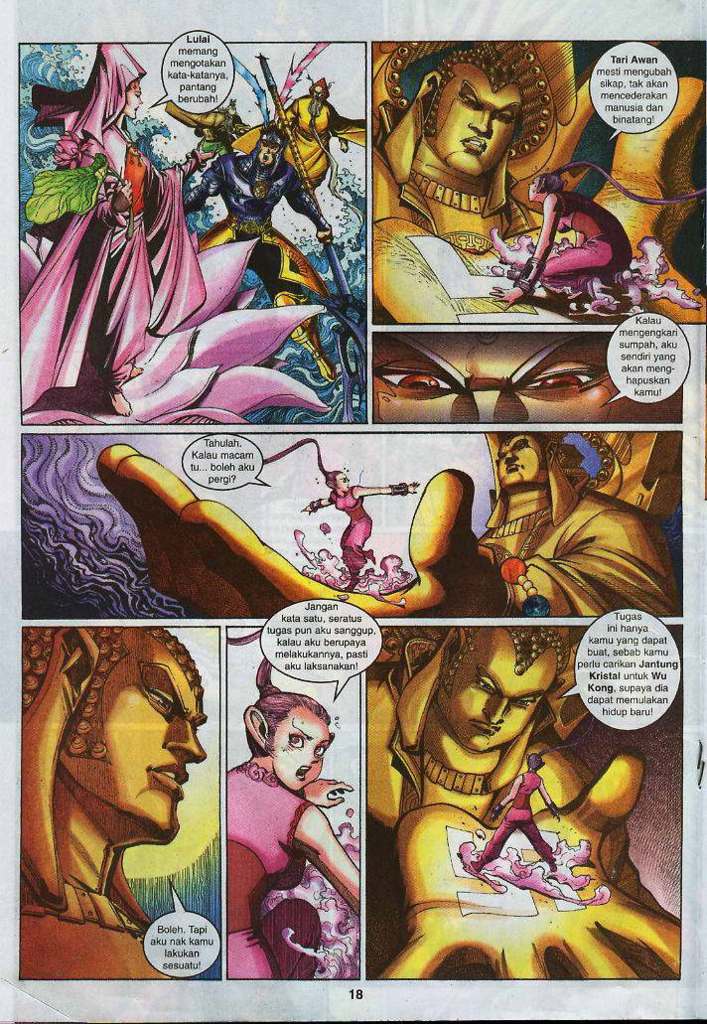 Lulai
memang
mengotakan
kata-katanya,
pantang
berubah!
Tari Awan
mesti mengubah
sikap, tak akan
mencederakan
manusia dan
binatang!
Kalau
mengengkari
sumpah, aku
sendiri yang
akan meng-
hapuskan
kamu!
Tahulah.
Kalau macam
tu... boleh aku
pergi?
Boleh. Tapi
aku nak kamu
lakukan
sesuatu!
Jangan
kata satu, seratus
tugas pun aku sanggup,
kalau aku berupaya
melakukannya, pasti
aku laksanakan!
Tugas
ini hanya
kamu yang dapat
buat, sebab kamu
perlu carikan Jantung
Kristal untuk Wu
Kong, supaya dia
dapat memulakan
hidup baru!
18